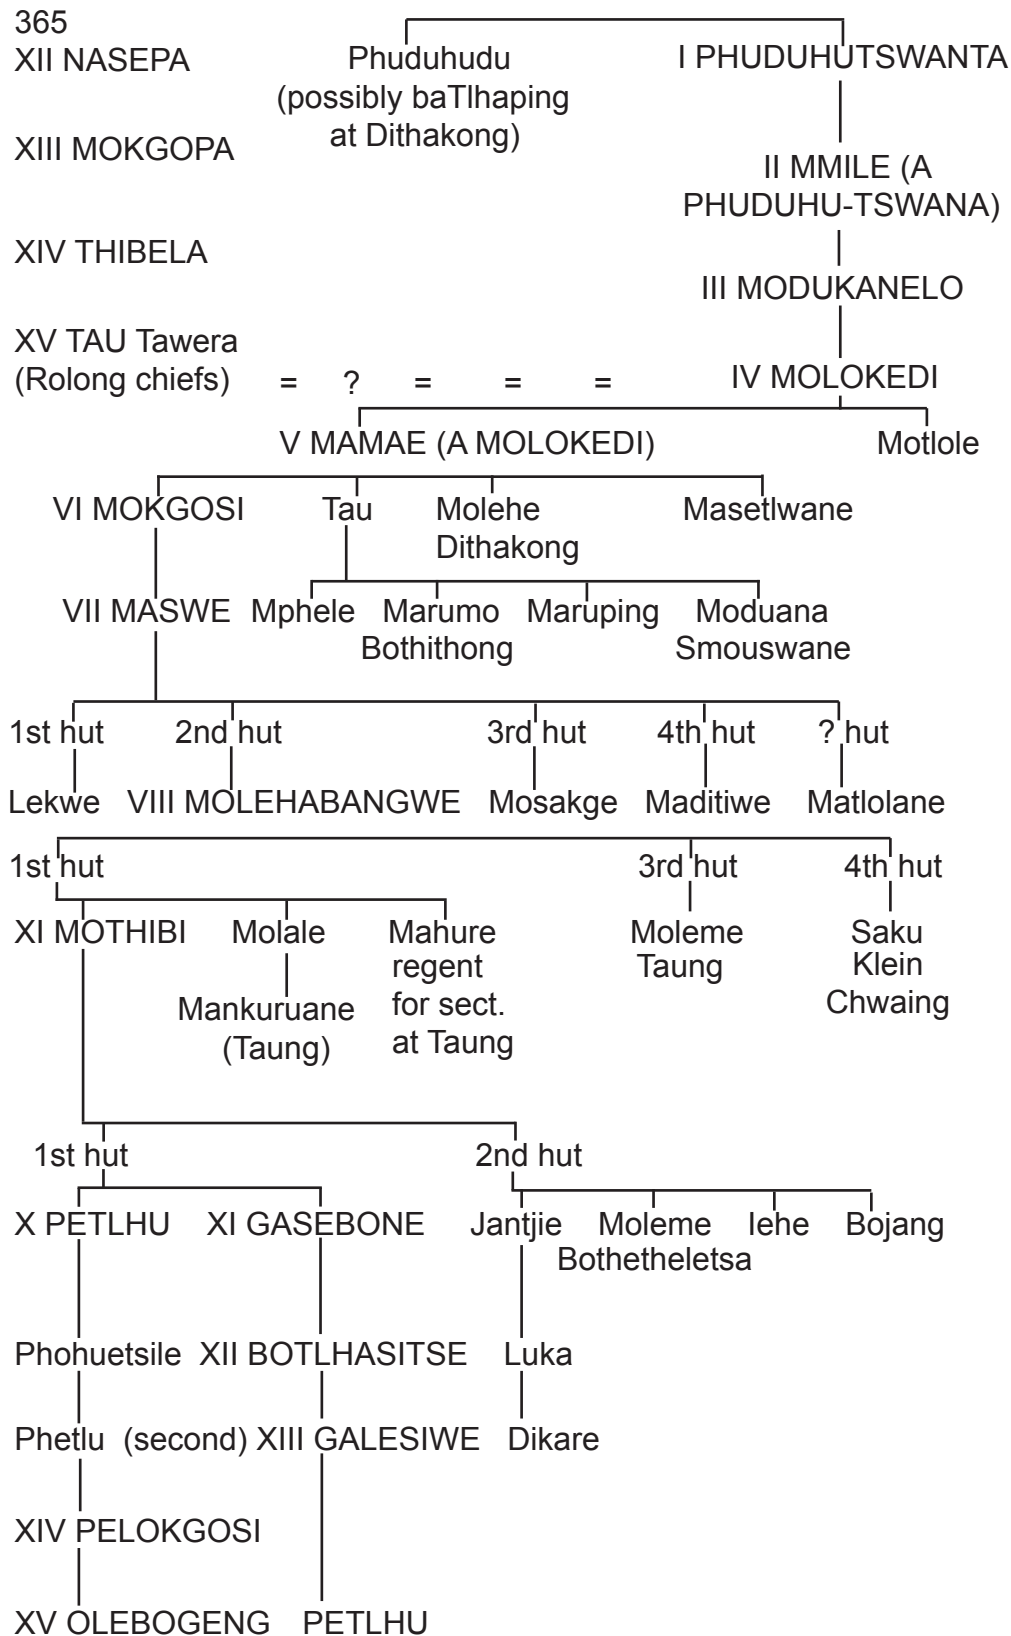 365
XII NASEPA Phuduhudu I PHUDUHUTSWANTA
(possibly baTlhaping
at Dithakong)
XIII MOKGOPA
II MMILE (A
PHUDUHU-TSWANA)
XIV THIBELA
III MODUKANELO
XV TAU Tawera
(Rolong chiefs) = ? = = = IV MOLOKEDI
V MAMAE (A MOLOKEDI) Motlole
VI MOKGOSI Tau Molehe Masetlwane
Dithakong
VII MASWE Mphele Marumo Maruping Moduana
Bothithong Smouswane
1st hut 2nd hut 3rd hut 4th hut ? hut
Lekwe VIII MOLEHABANGWE Mosakge Maditiwe Matlolane
1st hut 3rd hut 4th hut
XI MOTHIBI Molale Mahure Moleme Saku
regent Taung Klein
for sect. Chwaing
Mankuruane
at Taung
(Taung)
1st hut 2nd hut
X PETLHU XI GASEBONE Jantjie Moleme Iehe Bojang
Bothetheletsa
Phohuetsile XII BOTLHASITSE Luka
Phetlu (second) XIII GALESIWE Dikare
XIV PELOKGOSI
XV OLEBOGENG PETLHU